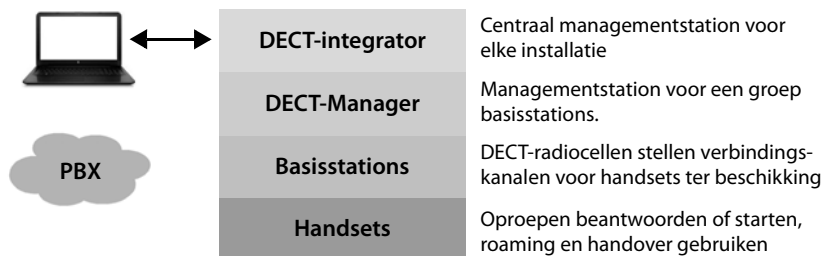 DECT-integrator
Centraal managementstation voor
elke installatie
DECT-Manager
Managementstation voor een groep
basisstations.
PBX
Basisstations
DECT-radiocellen stellen verbindings-
kanalen voor handsets ter beschikking
Handsets
Oproepen beantwoorden of starten,
roaming en handover gebruiken